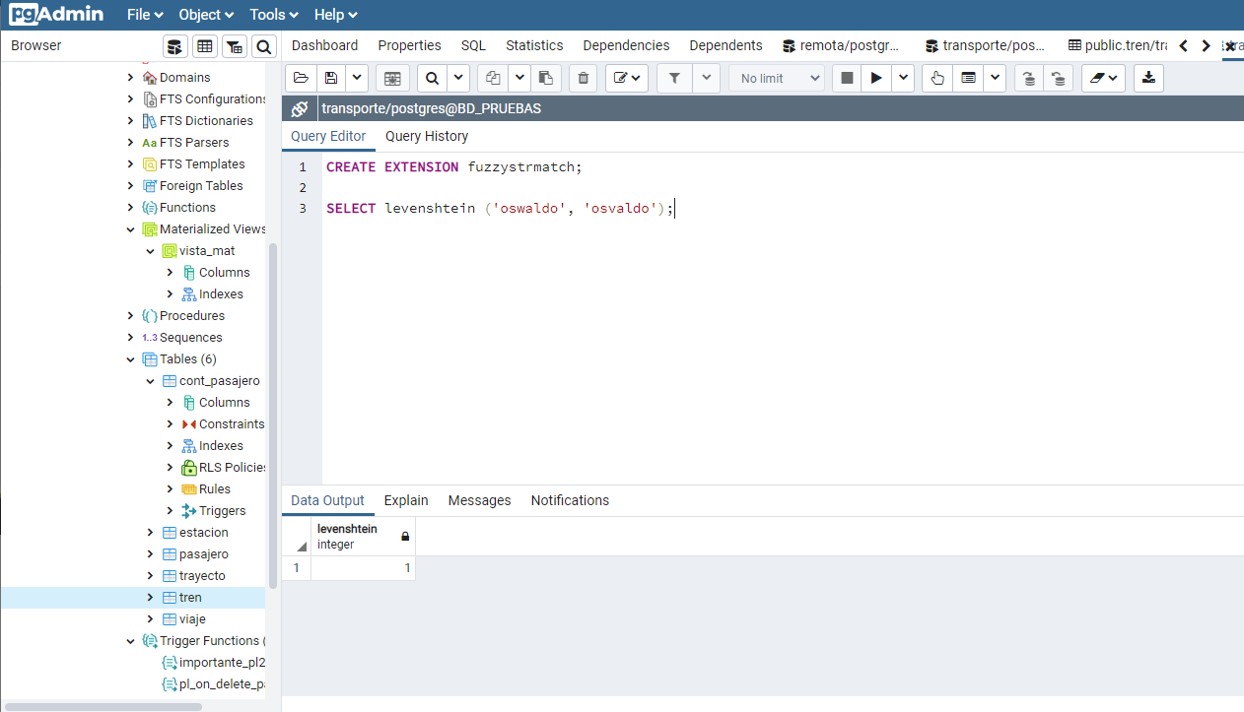 pgAdmin File Object Tools Help
Browser
Dashboard Properties SQL Statistics Dependencies Dependents remota/postgr... transporte/pos... public.tren/tra
No limit
transporte/postgres@BD_PRUEBAS
Query Editor Query History
1 CREATE EXTENSION fuzzystrmatch;
2
3 SELECT levenshtein ('oswaldo', 'osvaldo');
Domains
FTS Configurations
FTS Dictionaries
Aa FTS Parsers
FTS Templates
Foreign Tables
Functions
Materialized Views
vista_mat
Columns
Indexes
Procedures
1..3 Sequences
Tables (6)
cont_pasajero
Columns
Constraints
Indexes
RLS Policies
Rules
Triggers
estacion
pasajero
trayecto
tren
viaje
Trigger Functions (
importante_pl2
pl_on_delete_p
Data Output Explain Messages Notifications
levenshtein
integer
1 1